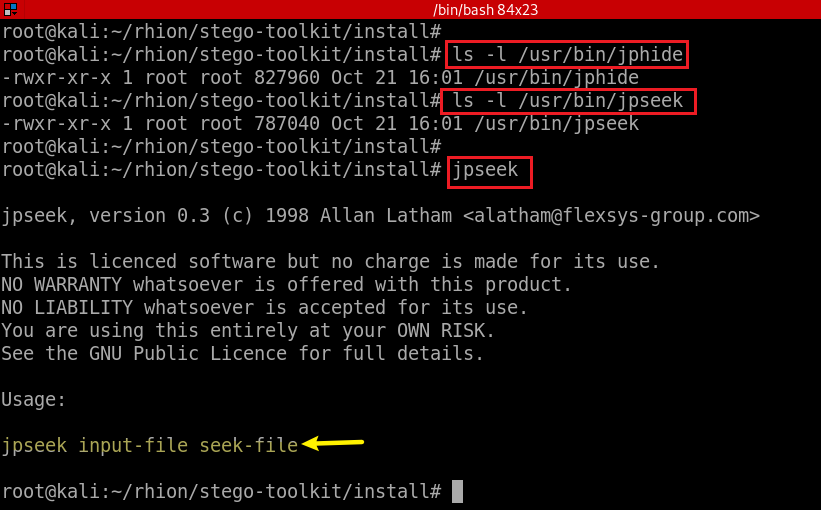 /bin/bash 84x23
root@kali:~/rhion/stego-toolkit/install#
root@kali:~/rhion/stego-toolkit/install# ls -l /usr/bin/jphide
-rwxr-xr-x 1 root root 827960 Oct 21 16:01 /usr/bin/jphide
root@kali:~/rhion/stego-toolkit/install# ls -l /usr/bin/jpseek
-rwxr-xr-x 1 root root 787040 Oct 21 16:01 /usr/bin/jpseek
root@kali:~/rhion/stego-toolkit/install#
root@kali:~/rhion/stego-toolkit/install# jpseek
jpseek, version 0.3 (c) 1998 Allan Latham <alatham@flexsys-group.com>
This is licenced software but no charge is made for its use.
NO WARRANTY whatsoever is offered with this product.
NO LIABILITY whatsoever is accepted for its use.
You are using this entirely at your OWN RISK.
See the GNU Public Licence for full details.
Usage:
jpseek input-file seek-file
root@kali:~/rhion/stego-toolkit/install#